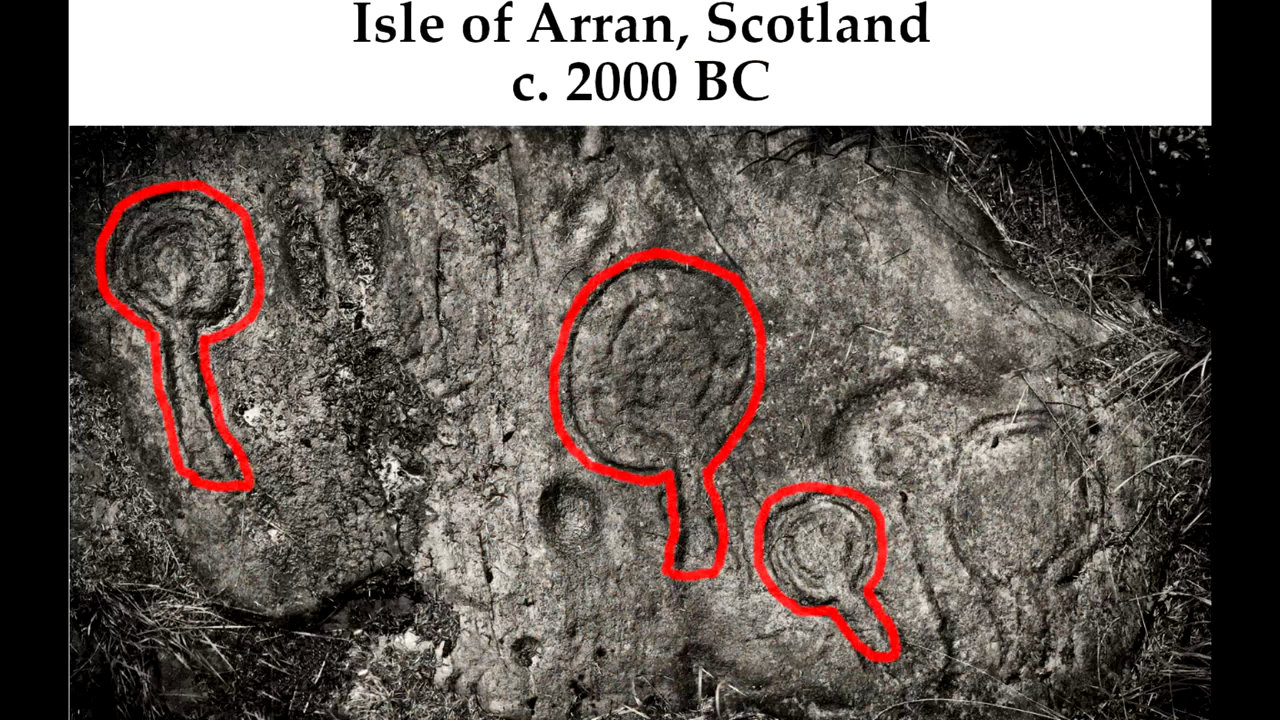 Isle of Arran, Scotland
c. 2000 BC